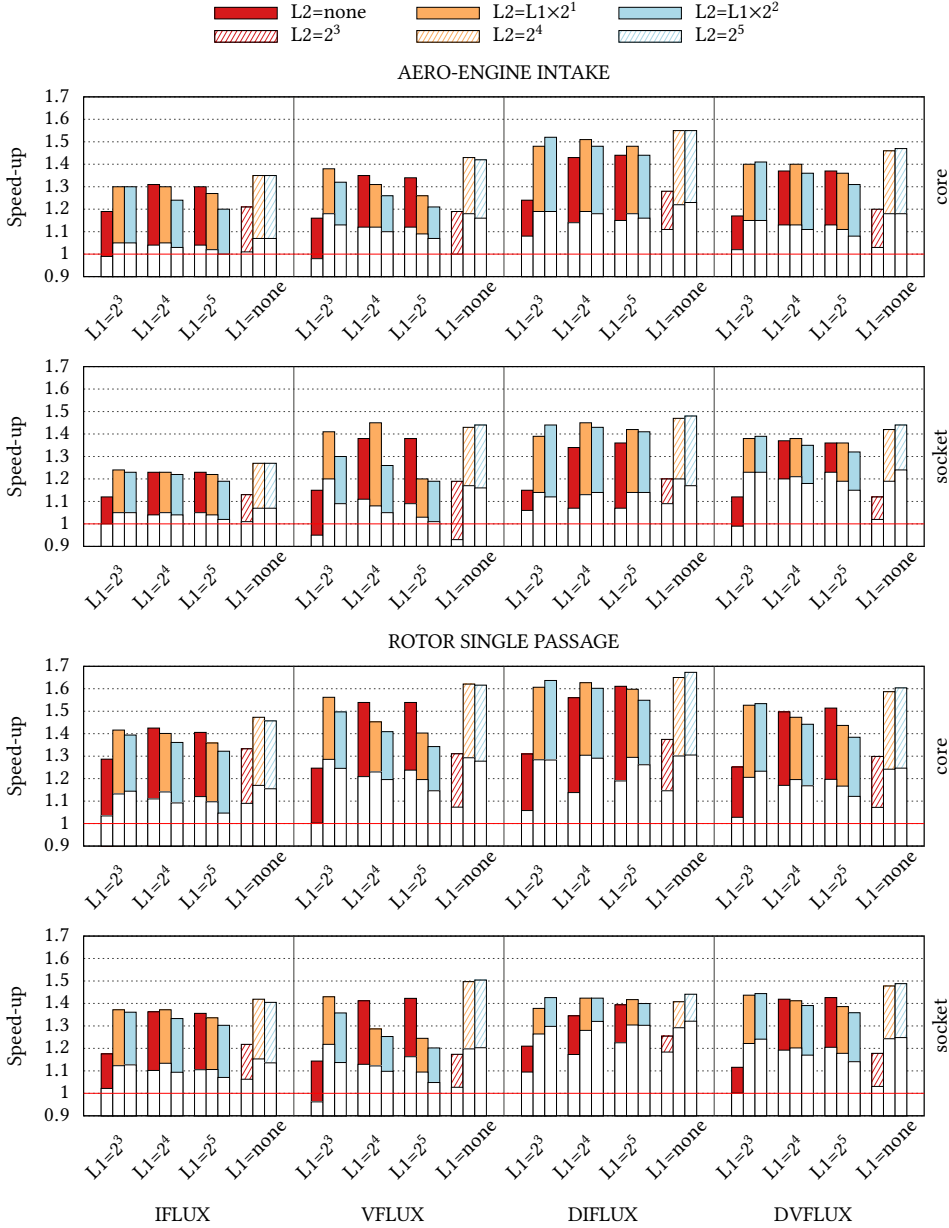 L2=none L2=L1×2¹ L2=L1×2²
L2=2³ L2=2⁴ L2=2⁵
AERO-ENGINE INTAKE
1.7
1.6
1.5
1.4
1.3
1.2
1.1
1
0.9
Speed-up
core
L1=2³ L1=2⁴ L1=2⁵ L1=none L1=2³ L1=2⁴ L1=2⁵ L1=none L1=2³ L1=2⁴ L1=2⁵ L1=none L1=2³ L1=2⁴ L1=2⁵ L1=none
1.7
1.6
1.5
1.4
1.3
1.2
1.1
1
0.9
Speed-up
socket
L1=2³ L1=2⁴ L1=2⁵ L1=none L1=2³ L1=2⁴ L1=2⁵ L1=none L1=2³ L1=2⁴ L1=2⁵ L1=none L1=2³ L1=2⁴ L1=2⁵ L1=none
ROTOR SINGLE PASSAGE
1.7
1.6
1.5
1.4
1.3
1.2
1.1
1
0.9
Speed-up
core
L1=2³ L1=2⁴ L1=2⁵ L1=none L1=2³ L1=2⁴ L1=2⁵ L1=none L1=2³ L1=2⁴ L1=2⁵ L1=none L1=2³ L1=2⁴ L1=2⁵ L1=none
1.7
1.6
1.5
1.4
1.3
1.2
1.1
1
0.9
Speed-up
socket
L1=2³ L1=2⁴ L1=2⁵ L1=none L1=2³ L1=2⁴ L1=2⁵ L1=none L1=2³ L1=2⁴ L1=2⁵ L1=none L1=2³ L1=2⁴ L1=2⁵ L1=none
IFLUX VFLUX DIFLUX DVFLUX